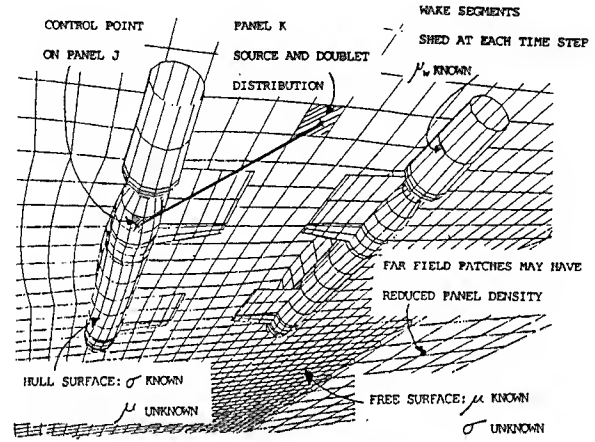 CONTROL POINT
ON PANEL J
PANEL K
SOURCE AND DOUBLET
DISTRIBUTION
WAKE SEGMENTS
SHED AT EACH TIME STEP
μw KNOWN
FAR FIELD PATCHES MAY HAVE
REDUCED PANEL DENSITY
HULL SURFACE: σ KNOWN
μ UNKNOWN
FREE SURFACE: μ KNOWN
σ UNKNOWN